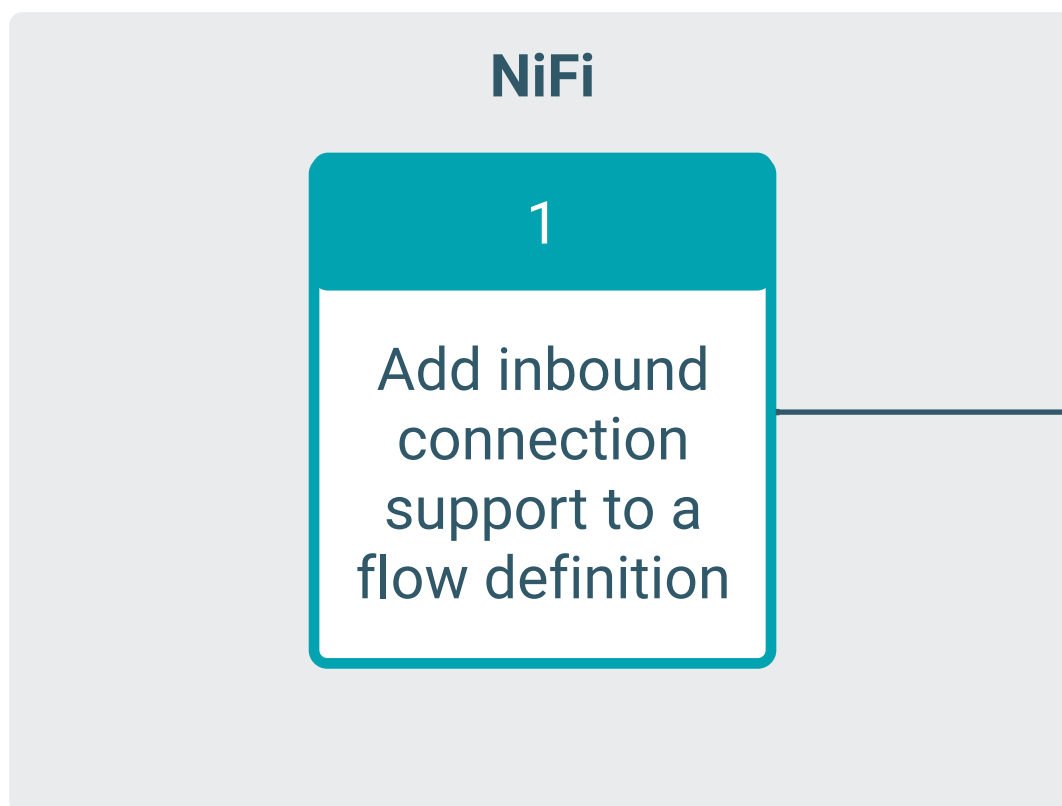 NiFi
1
Add inbound
connection
support to a
flow definition